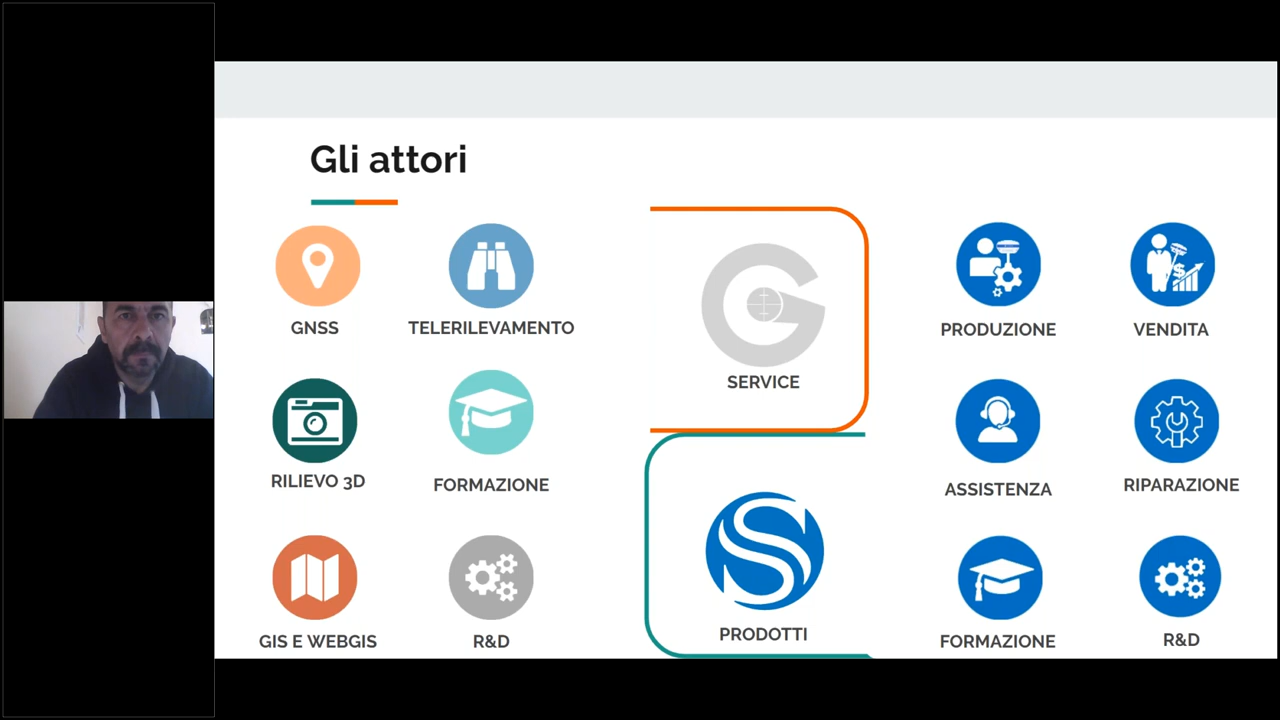 Gli attori
GNSS
TELERILEVAMENTO
RILIEVO 3D
FORMAZIONE
GIS E WEBGIS
R&D
SERVICE
PRODOTTI
PRODUZIONE
VENDITA
ASSISTENZA
RIPARAZIONE
FORMAZIONE
R&D